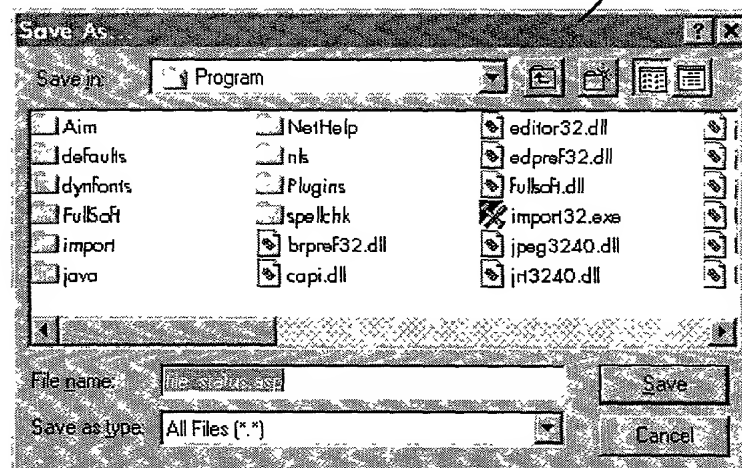 Save As...
Save in: Program
Aim NetHelp editor32.dll
defaults nls edpref32.dll
dynfonts Plugins fullsoft.dll
FullSoft spellchk import32.exe
import brpref32.dll jpeg3240.dll
java capi.dll jrt3240.dll
File name: file_status.asp Save
Save as type: All Files (*.*) Cancel